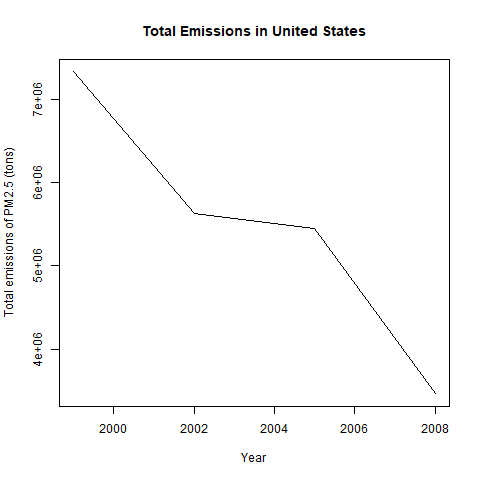 Total Emissions in United States
Total emissions of PM2.5 (tons)
7e+06
6e+06
5e+06
4e+06
2000 2002 2004 2006 2008
Year